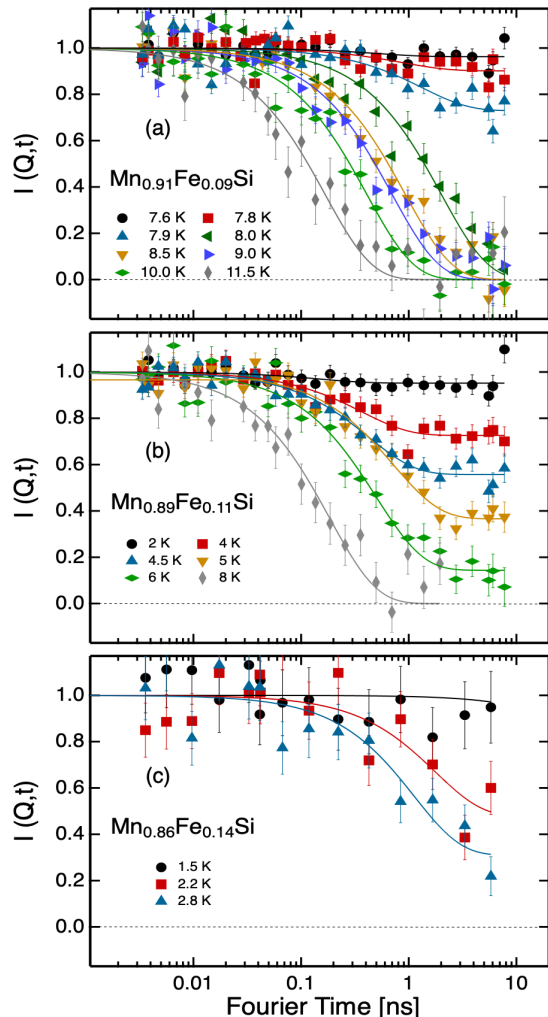 1.0
0.8
0.6
0.4
0.2
0.0
I (Q,t)
(a)
Mn0.91Fe0.09Si
7.6 K 7.8 K
7.9 K 8.0 K
8.5 K 9.0 K
10.0 K 11.5 K
1.0
0.8
0.6
0.4
0.2
0.0
I (Q,t)
(b)
Mn0.89Fe0.11Si
2 K 4 K
4.5 K 5 K
6 K 8 K
1.0
0.8
0.6
0.4
0.2
0.0
I (Q,t)
(c)
Mn0.86Fe0.14Si
1.5 K
2.2 K
2.8 K
0.01 0.1 1 10
Fourier Time [ns]